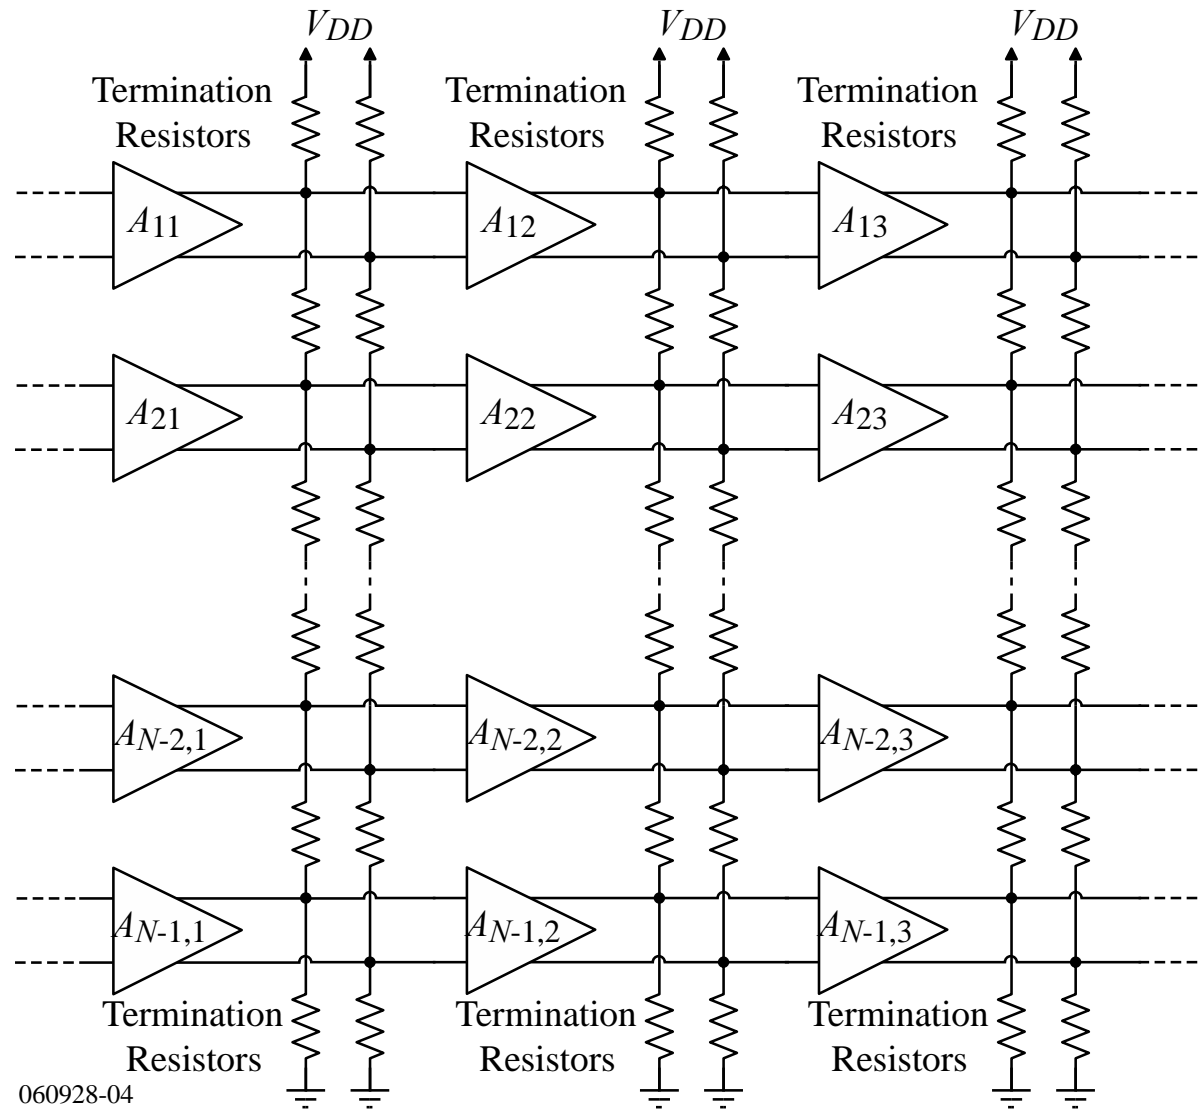 VDD VDD VDD
Termination Termination Termination
Resistors Resistors Resistors
A11 A12 A13
A21 A22 A23
AN-2,1 AN-2,2 AN-2,3
AN-1,1 AN-1,2 AN-1,3
Termination Termination Termination
Resistors Resistors Resistors
060928-04